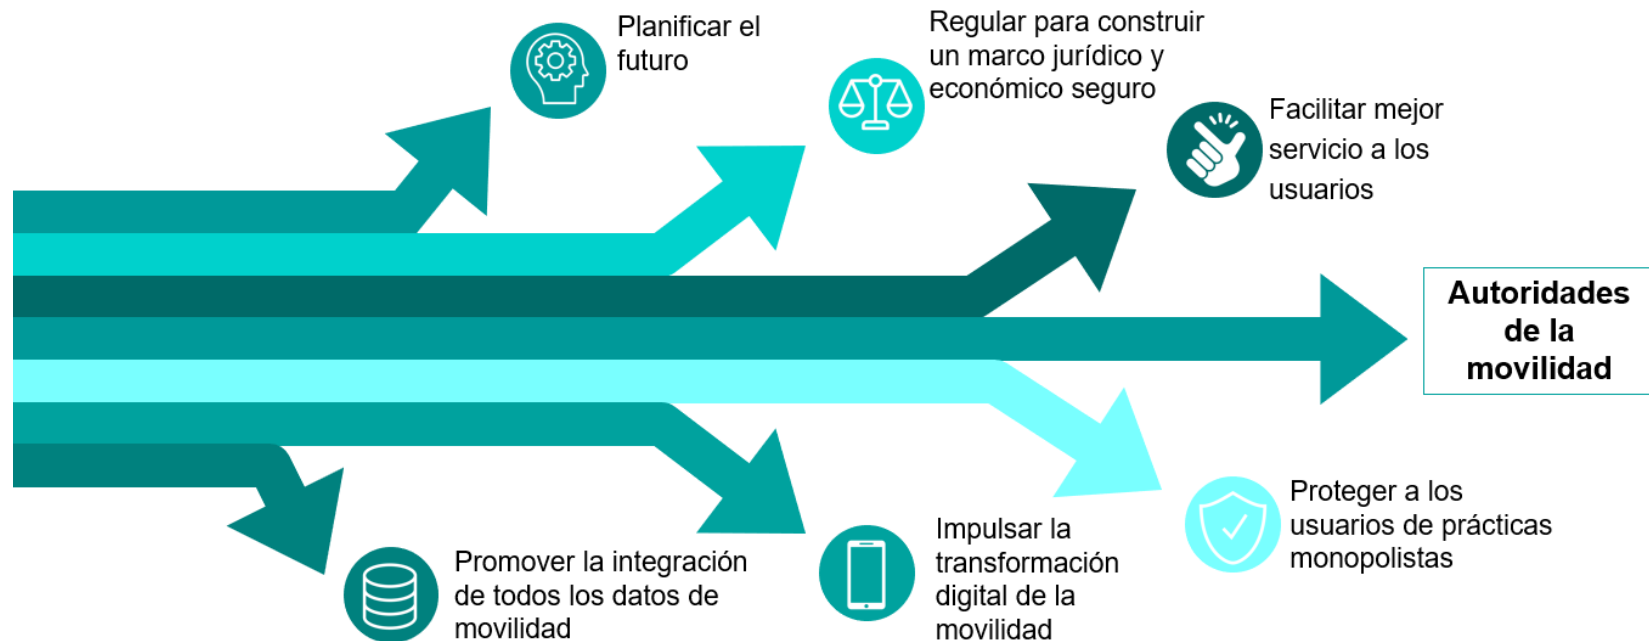 Planificar el
futuro
Regular para construir
un marco jurídico y
económico seguro
Facilitar mejor
servicio a los
usuarios
Autoridades
de la
movilidad
Proteger a los
usuarios de prácticas
monopolistas
Impulsar la
transformación
digital de la
movilidad
Promover la integración
de todos los datos de
movilidad